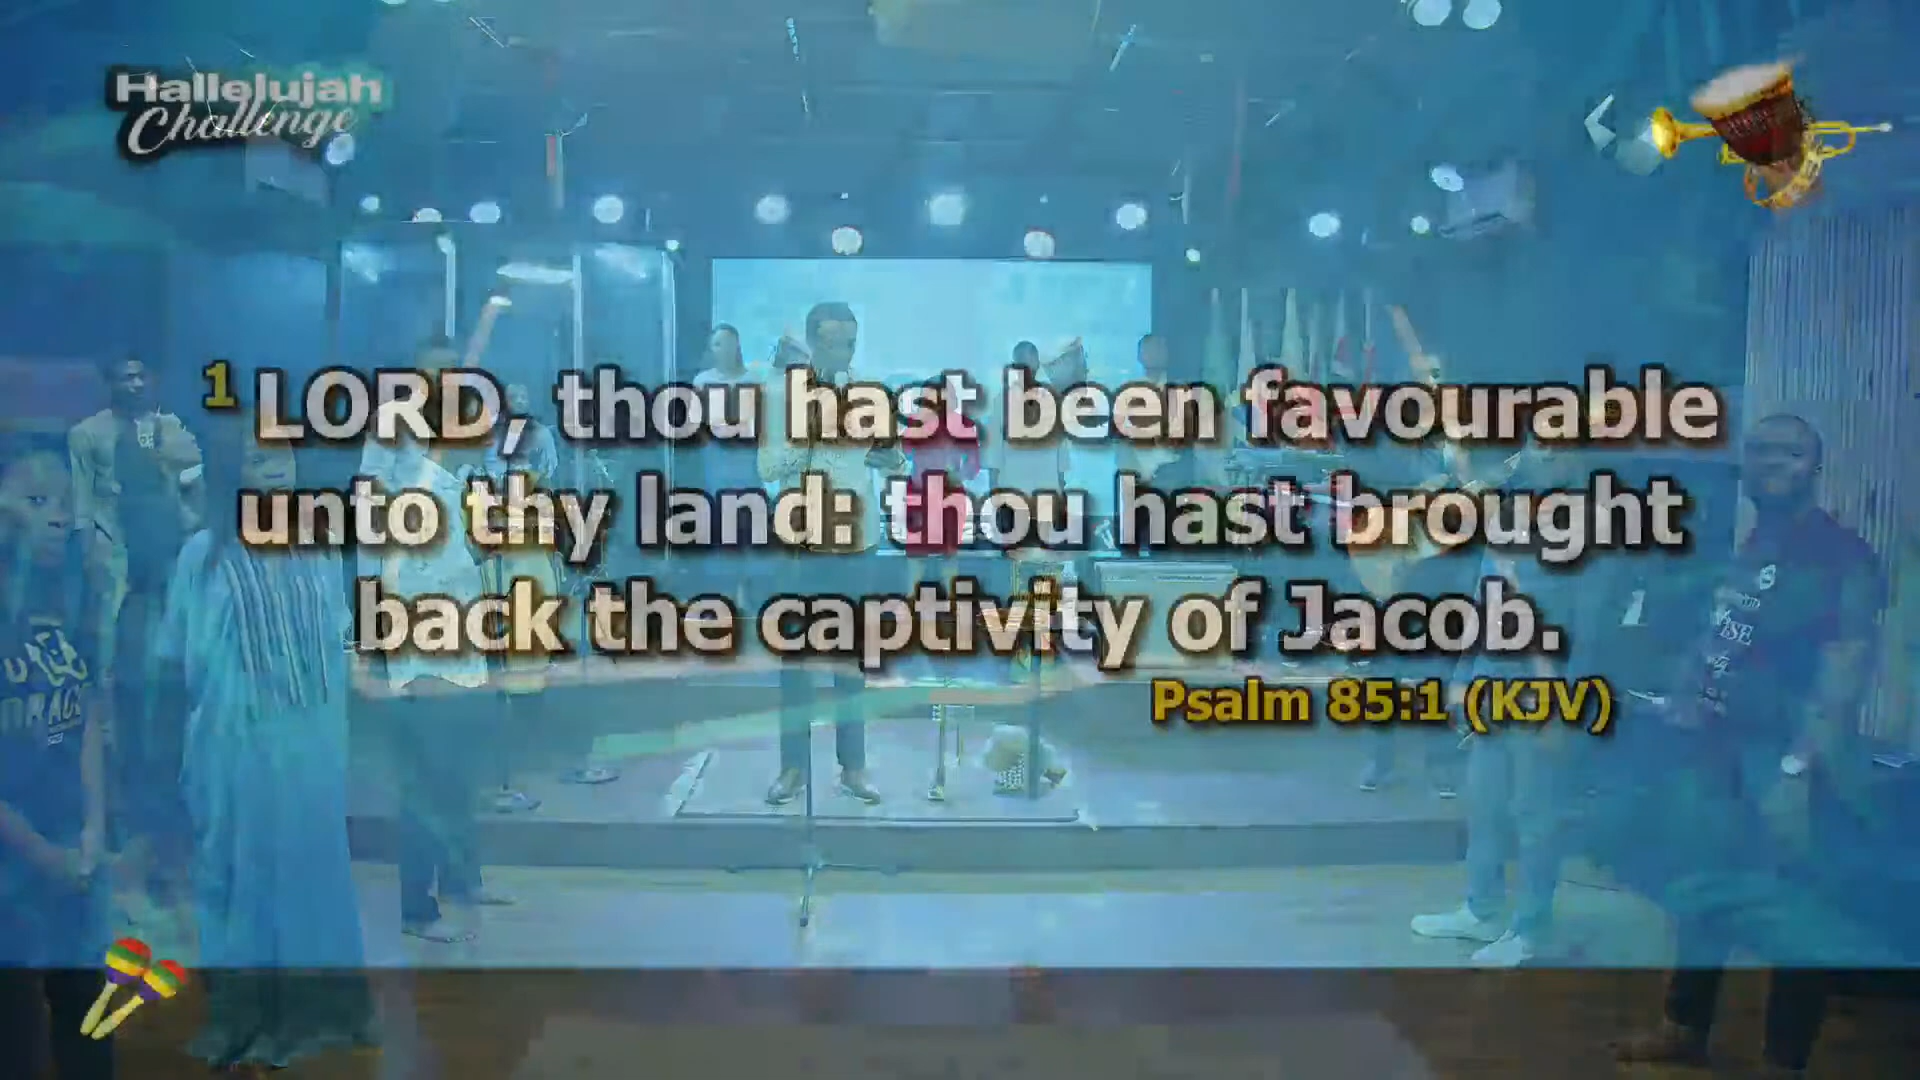 Hallelujah
Challenge
1 LORD, thou hast been favourable
unto thy land: thou hast brought
back the captivity of Jacob.
Psalm 85:1 (KJV)